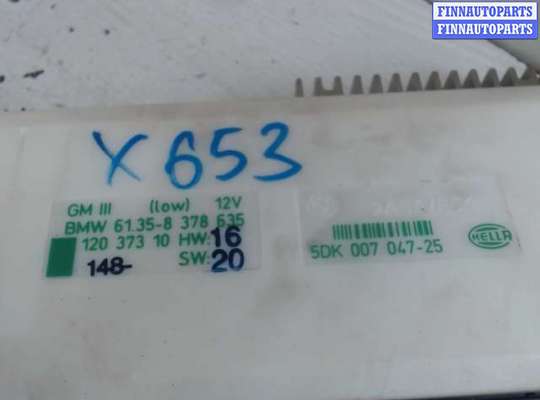 FINNAUTOPARTS
FINNAUTOPARTS
X653
GM III (low) 12V
BMW 61.35-8 378 635
120 373 10 HW: 16
148- SW: 20
5DK 007 047-25
HELLA